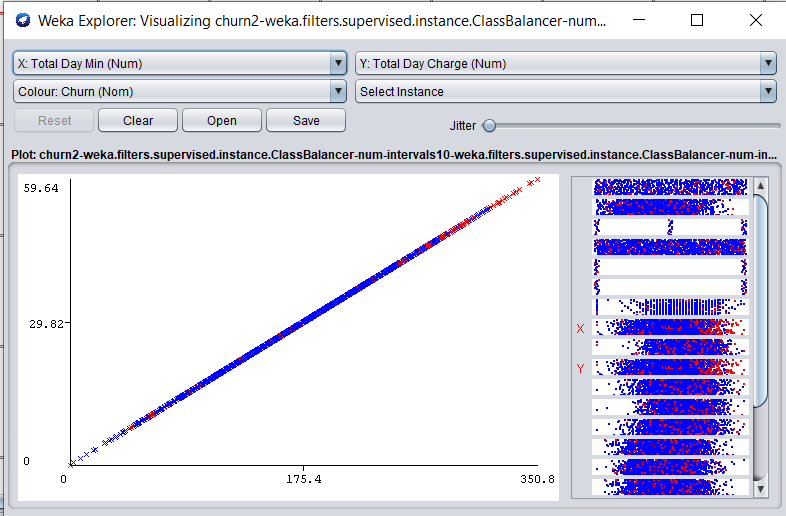 Weka Explorer: Visualizing churn2-weka.filters.supervised.instance.ClassBalancer-num...
X: Total Day Min (Num)
Y: Total Day Charge (Num)
Colour: Churn (Nom)
Select Instance
Reset
Clear
Open
Save
Jitter
Plot: churn2-weka.filters.supervised.instance.ClassBalancer-num-intervals10-weka.filters.supervised.instance.ClassBalancer-num-in...
59.64
29.82
0
0
175.4
350.8
X
Y